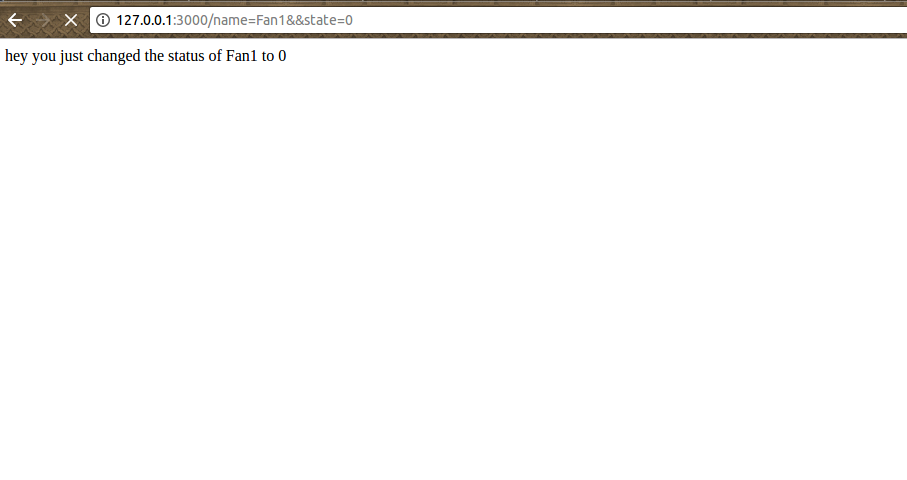 127.0.0.1:3000/name=Fan1&&state=0
hey you just changed the status of Fan1 to 0